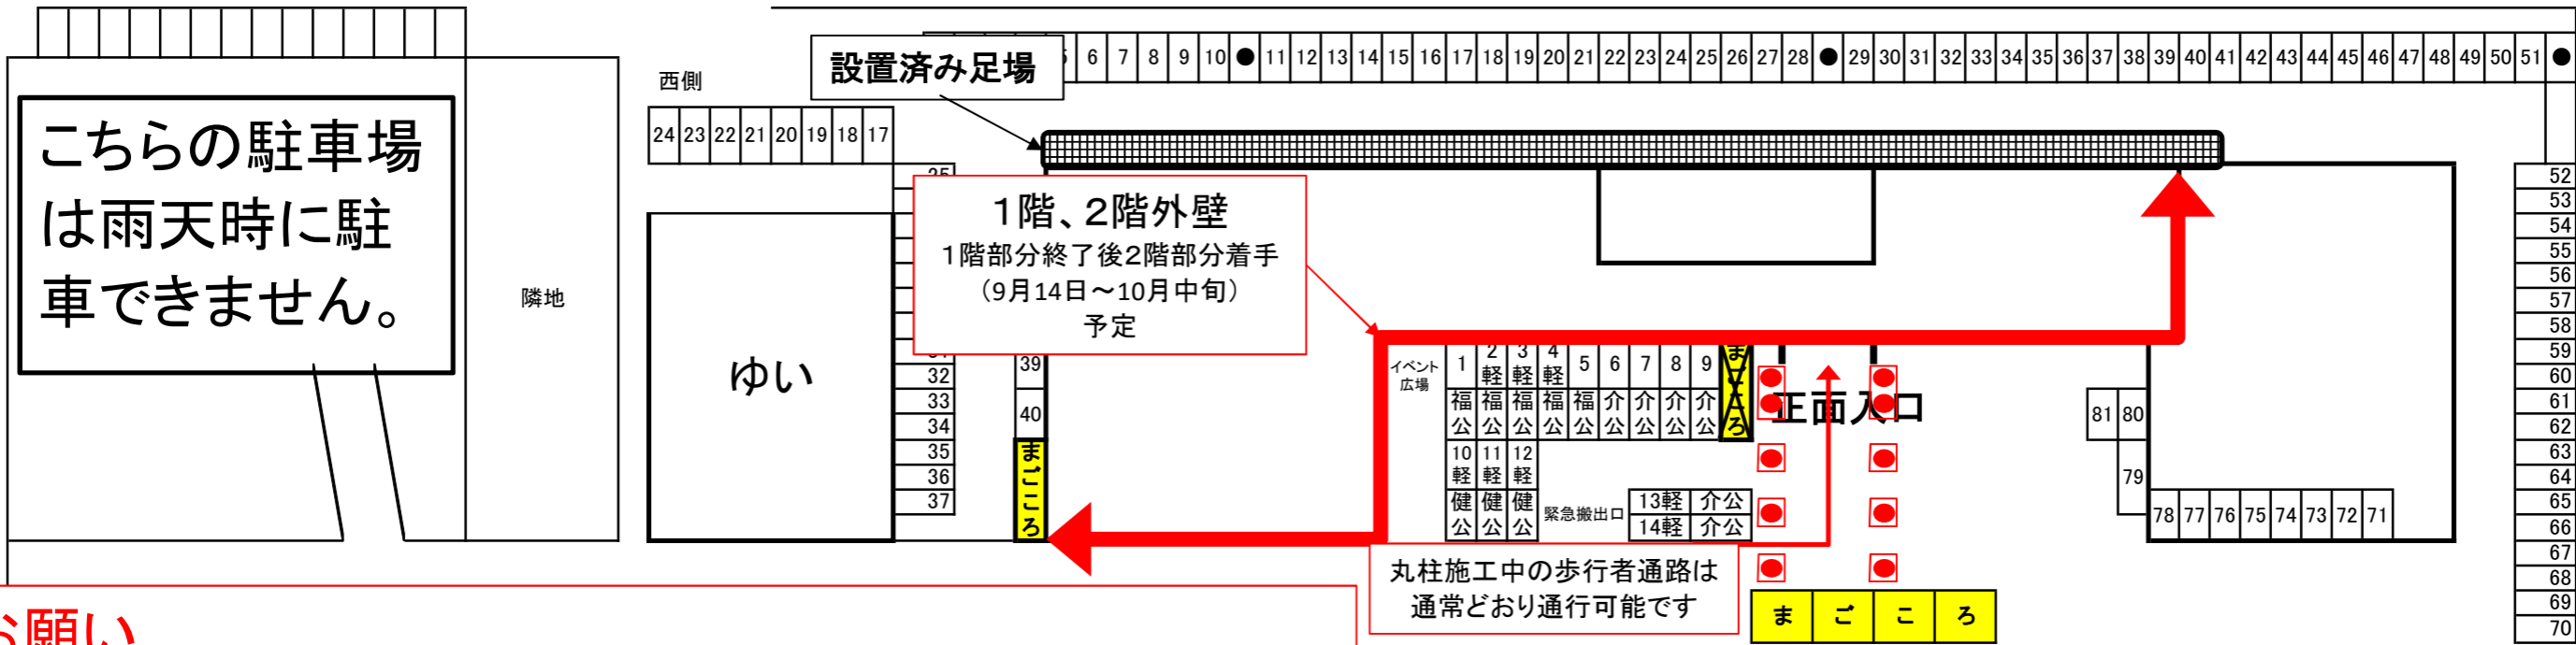 設置済み足場
6 7 8 9 10 ● 11 12 13 14 15 16 17 18 19 20 21 22 23 24 25 26 27 28 ● 29 30 31 32 33 34 35 36 37 38 39 40 41 42 43 44 45 46 47 48 49 50 51 ●
西側
24 23 22 21 20 19 18 17
こちらの駐車場
は雨天時に駐
車できません。
隣地
ゆい
1階、2階外壁
1階部分終了後2階部分着手
(9月14日～10月中旬)
予定
32
33
34
35
36
37
39
40
まごころ
イベント
広場
1 2軽 3軽 4軽 5 6 7 8 9
福公 福公 福公 福公 福公 介公 介公 介公 介公
まごころ
10軽 11軽 12軽
健公 健公 健公
緊急搬出口
13軽 介公
14軽 介公
正面入口
丸柱施工中の歩行者通路は
通常どおり通行可能です
まごころ
81 80
79
78 77 76 75 74 73 72 71
52
53
54
55
56
57
58
59
60
61
62
63
64
65
66
67
68
69
70
お願い